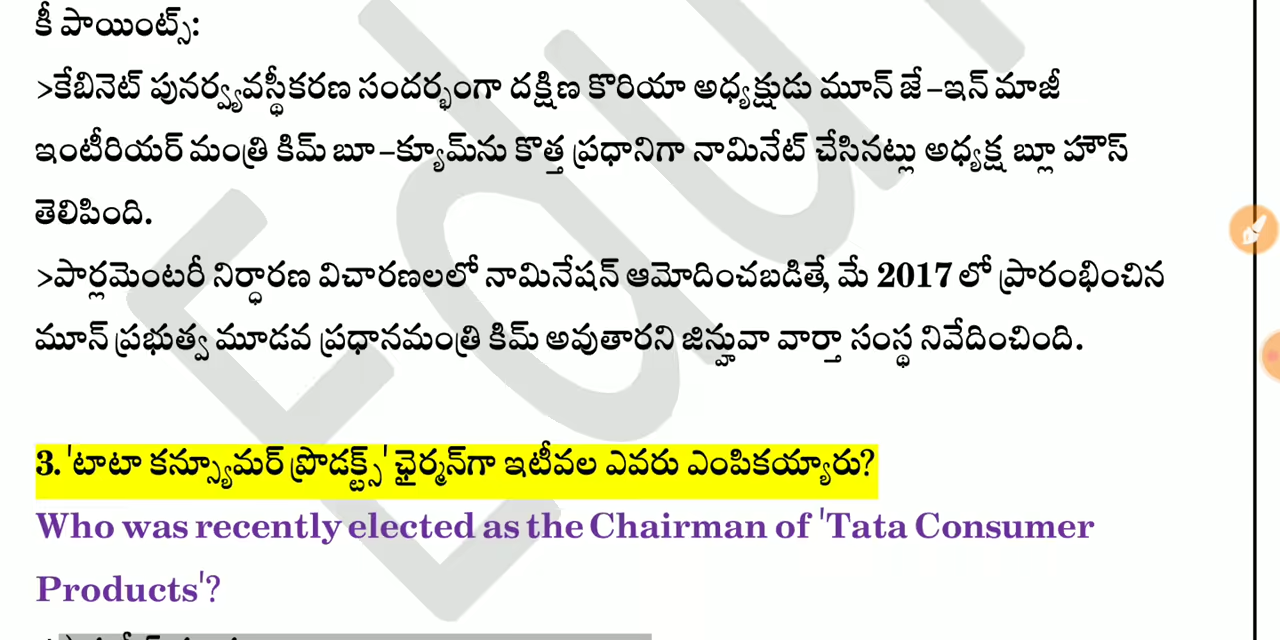 కీ పాయింట్స్:
>కేబినెట్ పునర్వ్యవస్థీకరణ సందర్భంగా దక్షిణ కొరియా అధ్యక్షుడు మూన్ జే-ఇన్ మాజీ
ఇంటీరియర్ మంత్రి కిమ్ బూ-క్యూమ్‌ను కొత్త ప్రధానిగా నామినేట్ చేసినట్లు అధ్యక్ష బ్లూ హౌస్
తెలిపింది.
>పార్లమెంటరీ నిర్ధారణ విచారణలలో నామినేషన్ ఆమోదించబడితే, మే 2017 లో ప్రారంభించిన
మూన్ ప్రభుత్వ మూడవ ప్రధానమంత్రి కిమ్ అవుతారని జిన్హువా వార్తా సంస్థ నివేదించింది.
3. 'టాటా కన్స్యూమర్ ప్రొడక్ట్స్' ఛైర్మన్‌గా ఇటీవల ఎవరు ఎంపికయ్యారు?
Who was recently elected as the Chairman of 'Tata Consumer
Products'?